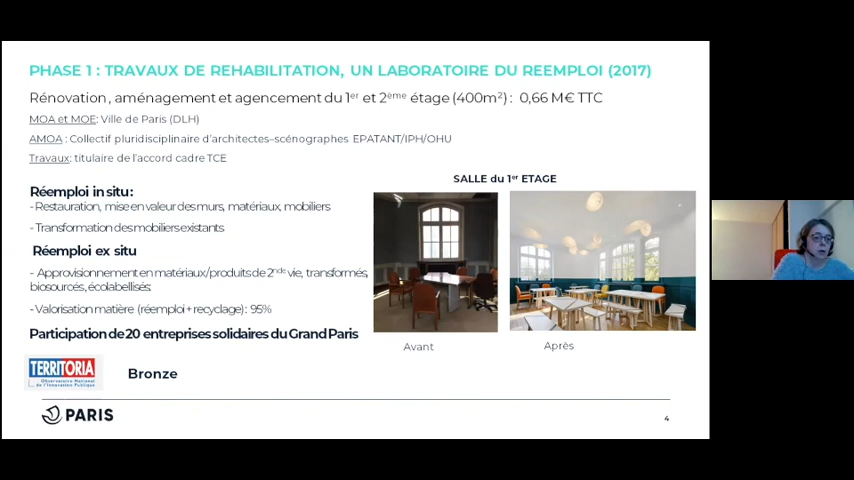 PHASE 1 : TRAVAUX DE REHABILITATION, UN LABORATOIRE DU REEMPLOI (2017)
Rénovation, aménagement et agencement du 1er et 2ème étage (400m²) : 0,66 M€ TTC
MOA et MOE: Ville de Paris (DLH)
AMOA : Collectif pluridisciplinaire d'architectes–scénographes EPATANT/IPH/OHU
Travaux: titulaire de l'accord cadre TCE
SALLE du 1er ETAGE
Réemploi in situ :
- Restauration, mise en valeur des murs, matériaux, mobiliers
- Transformation des mobiliers existants
Réemploi ex situ
- Approvisionnement en matériaux/produits de 2nde vie, transformés,
biosourcés, écolabellisés:
- Valorisation matière (réemploi + recyclage) : 95%
Participation de 20 entreprises solidaires du Grand Paris
Avant
Après
TERRITORIA
Observatoire National
de l'Innovation Publique
Bronze
PARIS
4